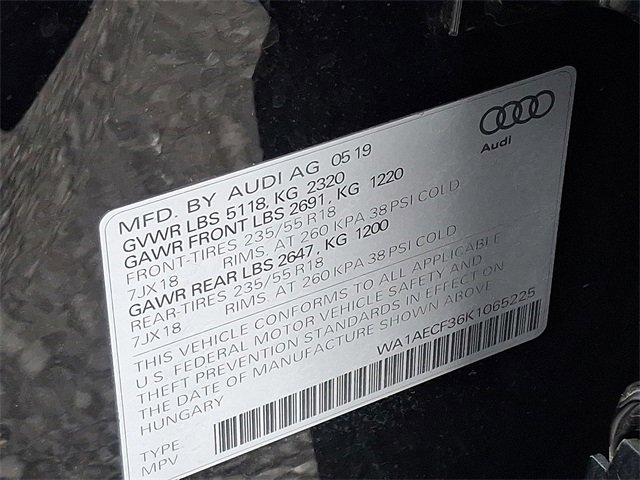 Audi
MFD. BY AUDI AG 0519
GVWR LBS 5118, KG 2320
GAWR FRONT LBS 2691, KG 1220
FRONT-TIRES 235/55 R18
7JX18 RIMS, AT 260 KPA 38 PSI COLD
GAWR REAR LBS 2647, KG 1200
REAR-TIRES 235/55 R18
7JX18 RIMS, AT 260 KPA 38 PSI COLD
THIS VEHICLE CONFORMS TO ALL APPLICABLE
U.S. FEDERAL MOTOR VEHICLE SAFETY AND
THEFT PREVENTION STANDARDS IN EFFECT ON
THE DATE OF MANUFACTURE SHOWN ABOVE
HUNGARY WA1AECF36K1065225
TYPE
MPV